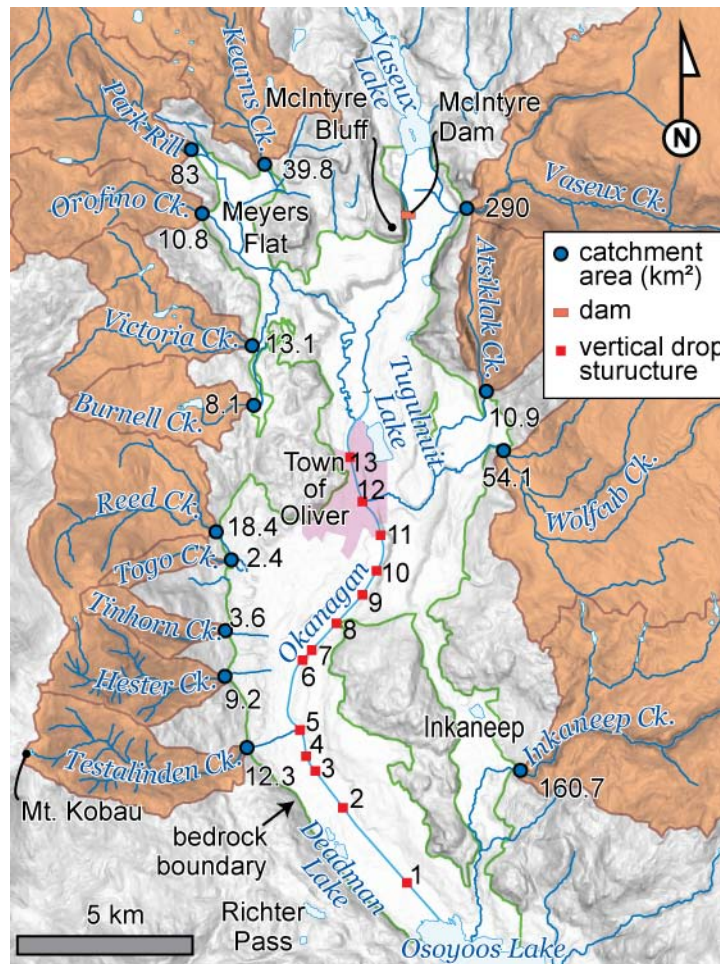 Kearns Ck.
Vaseux
Lake
McIntyre
Bluff
McIntyre
Dam
N
Park Rill
83
39.8
Vaseux Ck.
290
Orofino Ck.
10.8
Meyers
Flat
Atsiklak Ck.
catchment
area (km²)
dam
vertical drop
sturucture
Victoria Ck.
13.1
Burnell Ck.
8.1
10.9
Tugulnuit
Lake
54.1
Wolfcub Ck.
Town
of
Oliver
13
12
11
10
9
8
7
6
5
4
3
2
1
Okanagan
Reed Ck.
18.4
Togo Ck.
2.4
Tinhorn Ck.
3.6
Hester Ck.
9.2
Testalinden Ck.
12.3
Mt. Kobau
Inkaneep
Inkaneep Ck.
160.7
bedrock
boundary
Deadman
Lake
Richter
Pass
Osoyoos Lake
5 km